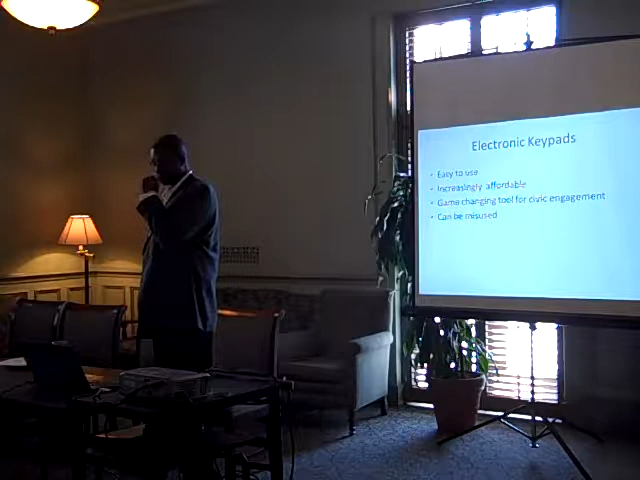 Electronic Keypads
• Easy to use
• Increasingly affordable
• Game changing tool for civic engagement
• Can be misused